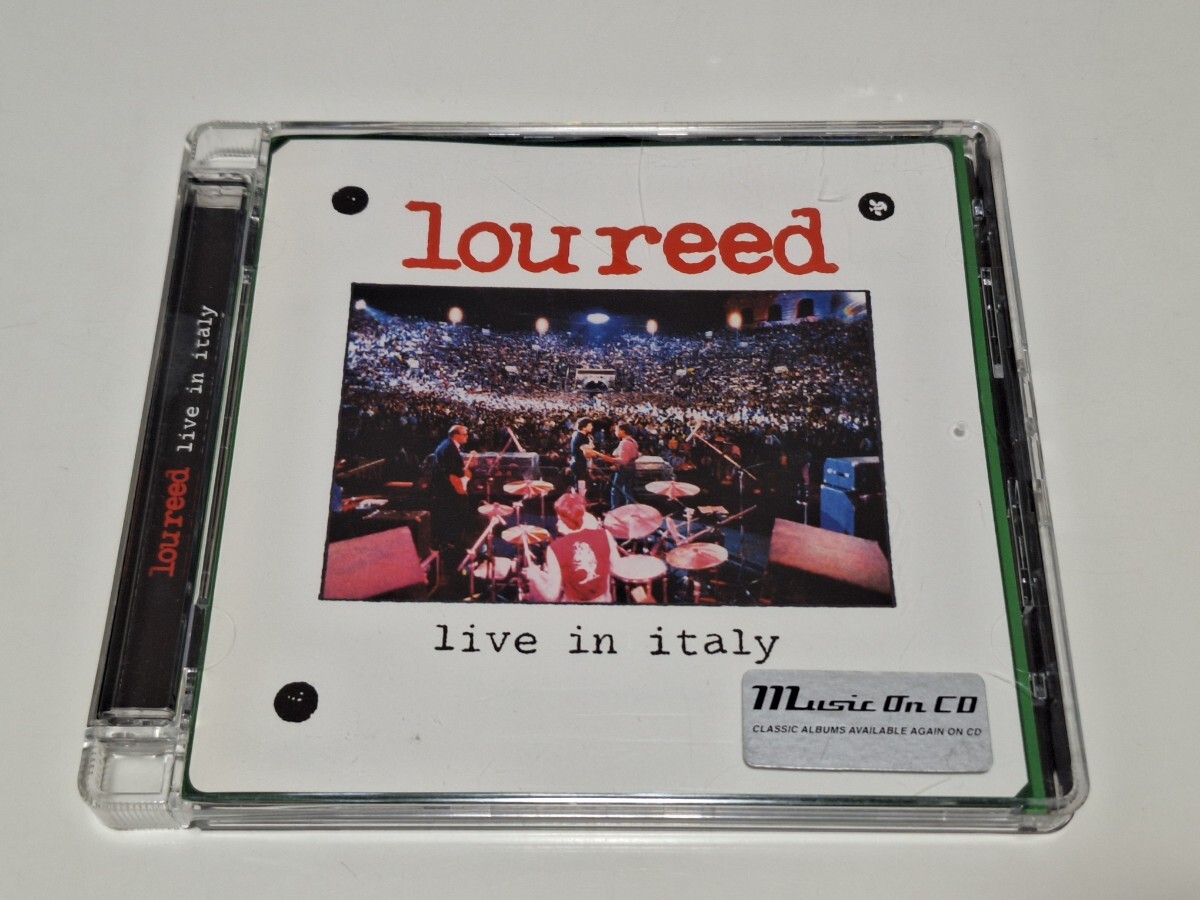 lou reed
live in italy
Music On CD
CLASSIC ALBUMS AVAILABLE AGAIN ON CD
lou reed live in italy